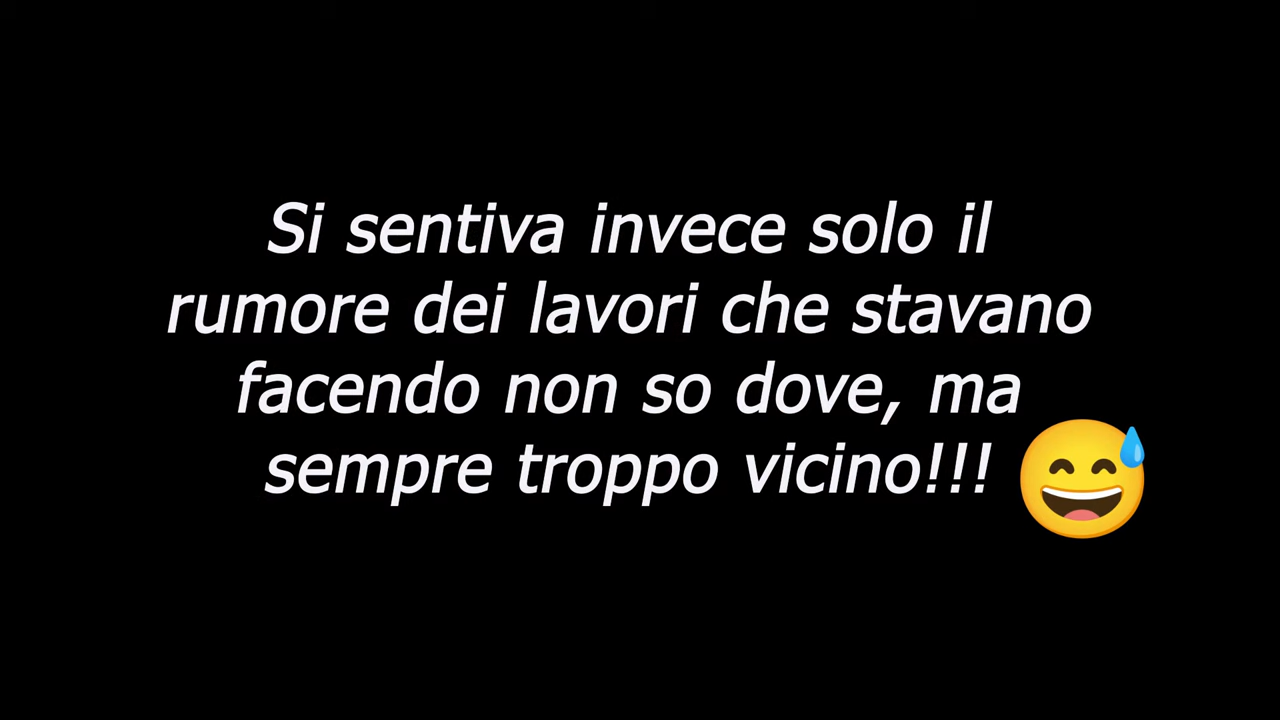 Si sentiva invece solo il
rumore dei lavori che stavano
facendo non so dove, ma
sempre troppo vicino!!! 😅